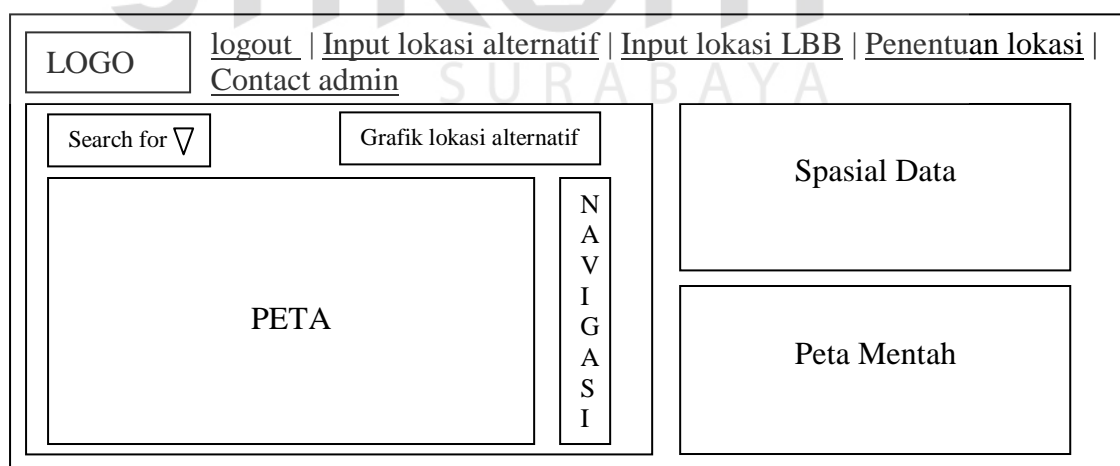 LOGO
logout | Input lokasi alternatif | Input lokasi LBB | Penentuan lokasi |
Contact admin
SURABAYA
Search for
Grafik lokasi alternatif
Spasial Data
PETA
N
A
V
I
G
A
S
I
Peta Mentah